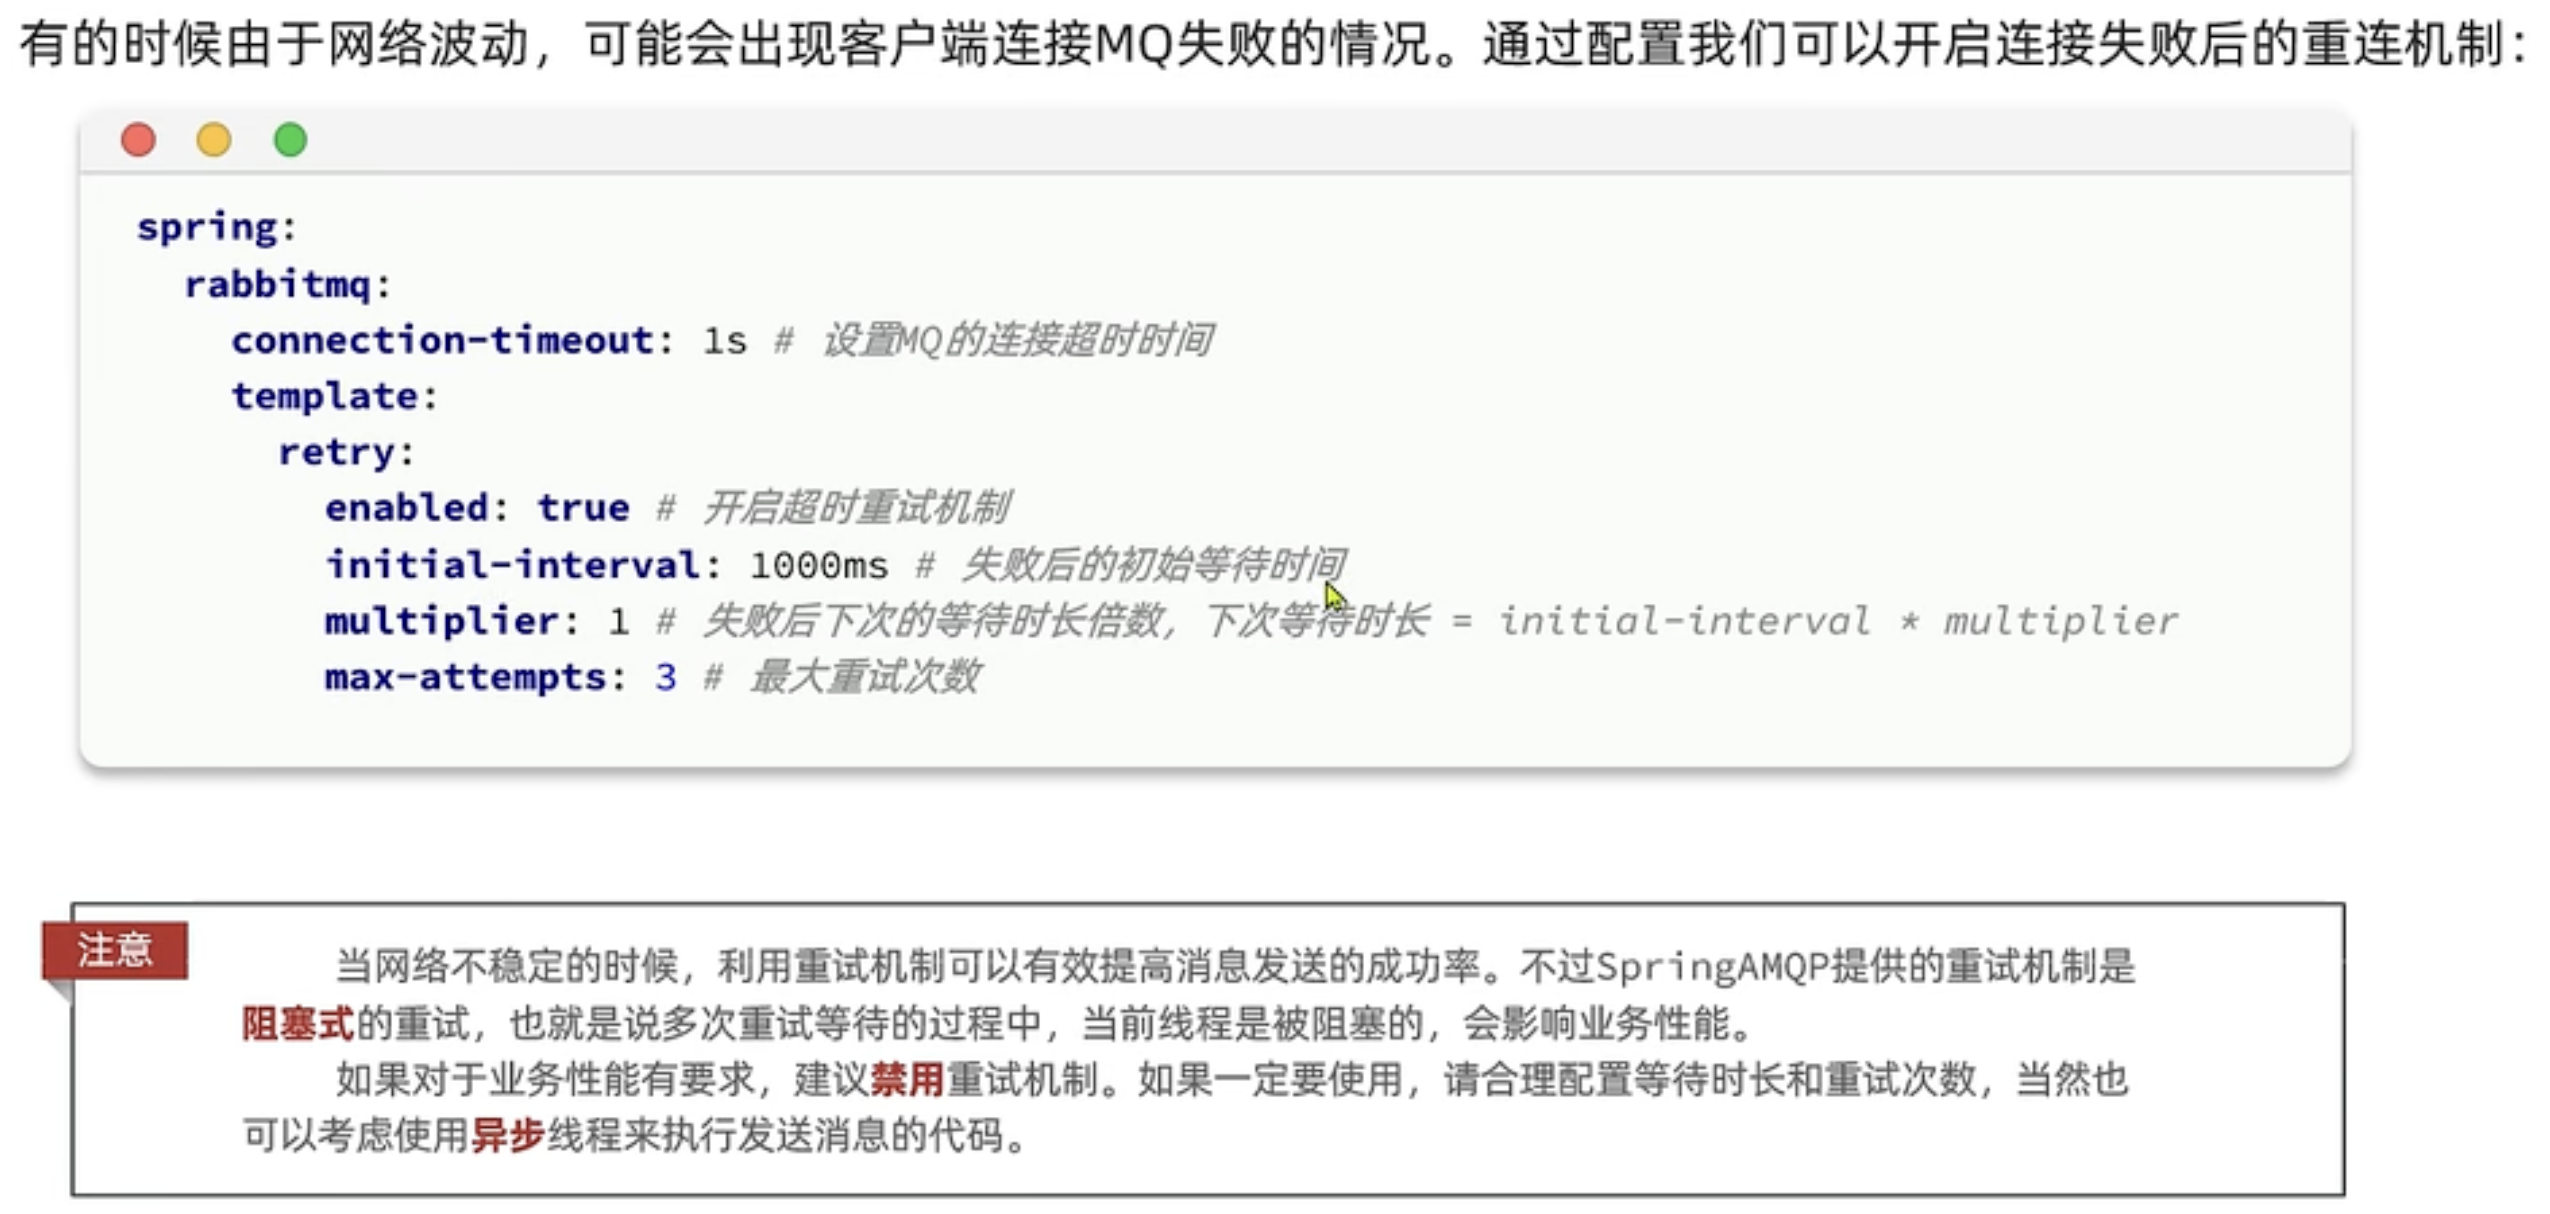 有的时候由于网络波动，可能会出现客户端连接MQ失败的情况。通过配置我们可以开启连接失败后的重连机制：
spring:
  rabbitmq:
    connection-timeout: 1s # 设置MQ的连接超时时间
    template:
      retry:
        enabled: true # 开启超时重试机制
        initial-interval: 1000ms # 失败后的初始等待时间
        multiplier: 1 # 失败后下次的等待时长倍数，下次等待时长 = initial-interval * multiplier
        max-attempts: 3 # 最大重试次数
注意
当网络不稳定的时候，利用重试机制可以有效提高消息发送的成功率。不过SpringAMQP提供的重试机制是
阻塞式的重试，也就是说多次重试等待的过程中，当前线程是被阻塞的，会影响业务性能。
如果对于业务性能有要求，建议禁用重试机制。如果一定要使用，请合理配置等待时长和重试次数，当然也
可以考虑使用异步线程来执行发送消息的代码。